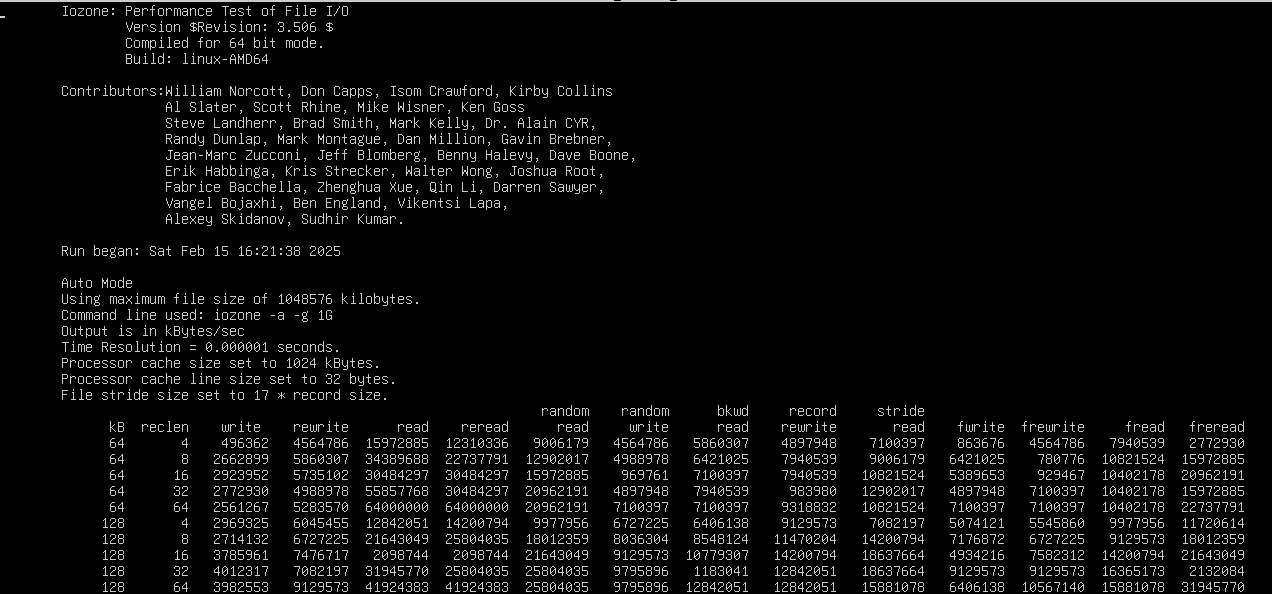 Iozone: Performance Test of File I/O
Version $Revision: 3.506 $
Compiled for 64 bit mode.
Build: linux-AMD64
Contributors:William Norcott, Don Capps, Isom Crawford, Kirby Collins
Al Slater, Scott Rhine, Mike Wisner, Ken Goss
Steve Landherr, Brad Smith, Mark Kelly, Dr. Alain CYR,
Randy Dunlap, Mark Montague, Dan Million, Gavin Brebner,
Jean-Marc Zucconi, Jeff Blomberg, Benny Halevy, Dave Boone,
Erik Habbinga, Kris Strecker, Walter Wong, Joshua Root,
Fabrice Bacchella, Zhenghua Xue, Qin Li, Darren Sawyer,
Vangel Bojaxhi, Ben England, Vikentsi Lapa,
Alexey Skidanov, Sudhir Kumar.
Run began: Sat Feb 15 16:21:38 2025
Auto Mode
Using maximum file size of 1048576 kilobytes.
Command line used: iozone -a -g 1G
Output is in kBytes/sec
Time Resolution = 0.000001 seconds.
Processor cache size set to 1024 kBytes.
Processor cache line size set to 32 bytes.
File stride size set to 17 * record size.
random random bkwd record stride
kB reclen write rewrite read reread read write read rewrite read fwrite frewrite fread freread
64 4 496362 4564786 15972885 12310336 9006179 4564786 5860307 4897948 7100397 863676 4564786 7940539 2772930
64 8 2662899 5860307 34389688 22737791 12902017 4988978 6421025 7940539 9006179 6421025 780776 10821524 15972885
64 16 2923952 5735102 30484297 30484297 15972885 969761 7100397 7940539 10821524 5389653 929467 10402178 20962191
64 32 2772930 4988978 55857768 30484297 20962191 4897948 7940539 983980 12902017 4897948 7100397 10402178 15972885
64 64 2561267 5283570 64000000 64000000 20962191 7100397 7100397 9318832 10821524 7100397 7100397 10402178 22737791
128 4 2969325 6045455 12842051 14200794 9977956 6727225 6406138 9129573 7082197 5074121 5545860 9977956 11720614
128 8 2714132 6727225 21643049 25804035 18012359 8036304 8548124 11470204 14200794 7176872 6727225 9129573 18012359
128 16 3785961 7476717 2098744 2098744 21643049 9129573 10779307 14200794 18637664 4934216 7582312 14200794 21643049
128 32 4012317 7082197 31945770 25804035 25804035 9795896 1183041 12842051 18637664 9129573 9129573 16365173 2132084
128 64 3982553 9129573 41924383 41924383 25804035 9795896 12842051 12842051 15881078 6406138 10567140 15881078 31945770